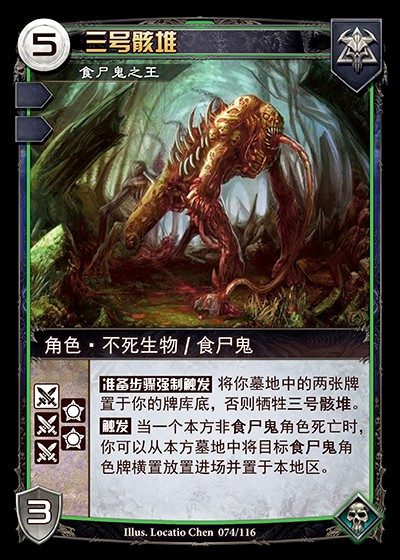 5
三号骸堆
食尸鬼之王
角色·不死生物 / 食尸鬼
准备步骤强制触发 将你墓地中的两张牌
置于你的牌库底，否则牺牲三号骸堆。
触发 当一个本方非食尸鬼角色死亡时，
你可以从本方墓地中将目标食尸鬼角
色牌横置放置进场并置于本地区。
3
Illus. Locatio Chen 074/116